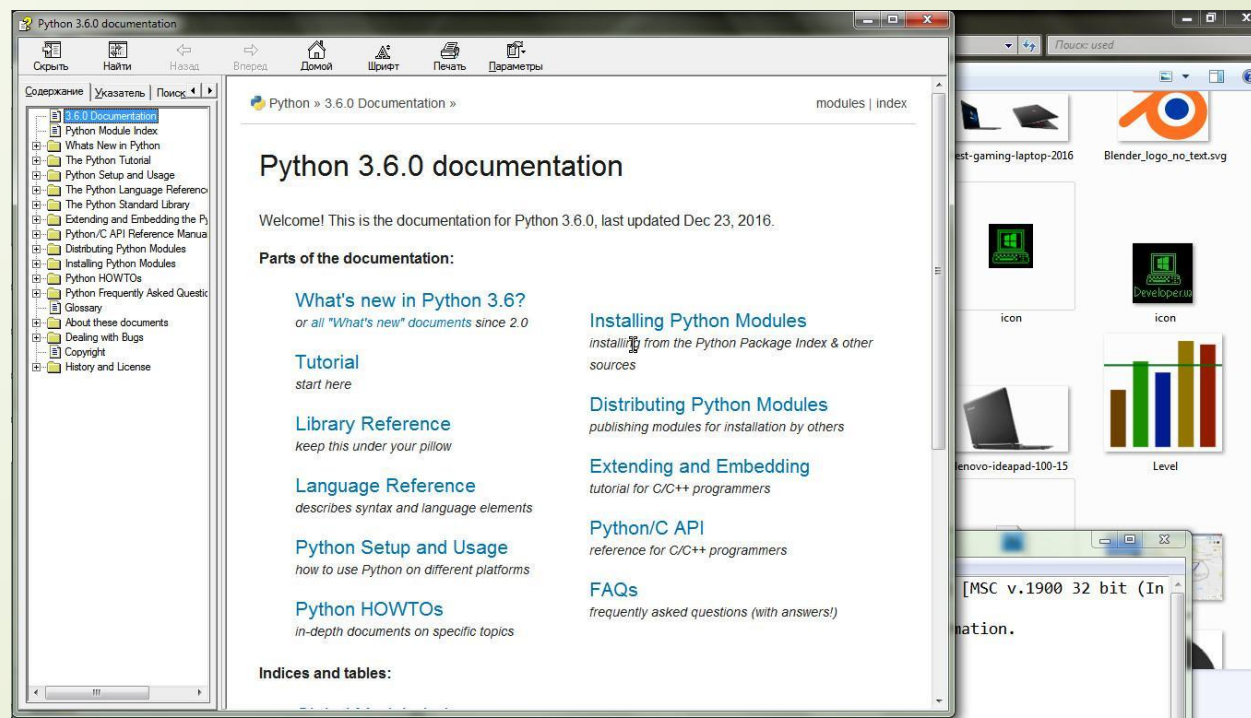 Python 3.6.0 documentation
Скрыть Найти Назад Вперед Домой Шрифт Печать Параметры
Содержание Указатель Поиск
3.6.0 Documentation
Python Module Index
Whats New in Python
The Python Tutorial
Python Setup and Usage
The Python Language Referenc
The Python Standard Library
Extending and Embedding the Py
Python/C API Reference Manua
Distributing Python Modules
Installing Python Modules
Python HOWTOs
Python Frequently Asked Questic
Glossary
About these documents
Dealing with Bugs
Copyright
History and License
Python » 3.6.0 Documentation » modules | index
Python 3.6.0 documentation
Welcome! This is the documentation for Python 3.6.0, last updated Dec 23, 2016.
Parts of the documentation:
What's new in Python 3.6?
or all "What's new" documents since 2.0
Tutorial
start here
Library Reference
keep this under your pillow
Language Reference
describes syntax and language elements
Python Setup and Usage
how to use Python on different platforms
Python HOWTOs
in-depth documents on specific topics
Installing Python Modules
installing from the Python Package Index & other
sources
Distributing Python Modules
publishing modules for installation by others
Extending and Embedding
tutorial for C/C++ programmers
Python/C API
reference for C/C++ programmers
FAQs
frequently asked questions (with answers!)
Indices and tables:
Поиск: used
est-gaming-laptop-2016
Blender_logo_no_text.svg
icon
icon
enovo-ideapad-100-15
Level
[MSC v.1900 32 bit (In
mation.